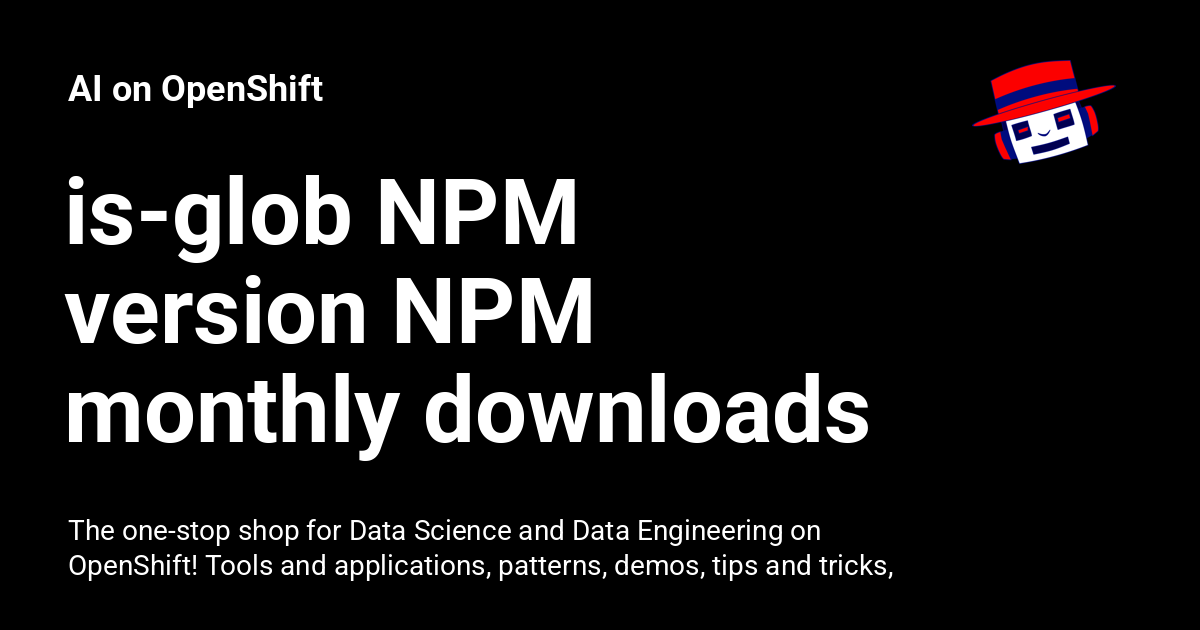 AI on OpenShift
is-glob NPM
version NPM
monthly downloads
The one-stop shop for Data Science and Data Engineering on
OpenShift! Tools and applications, patterns, demos, tips and tricks,